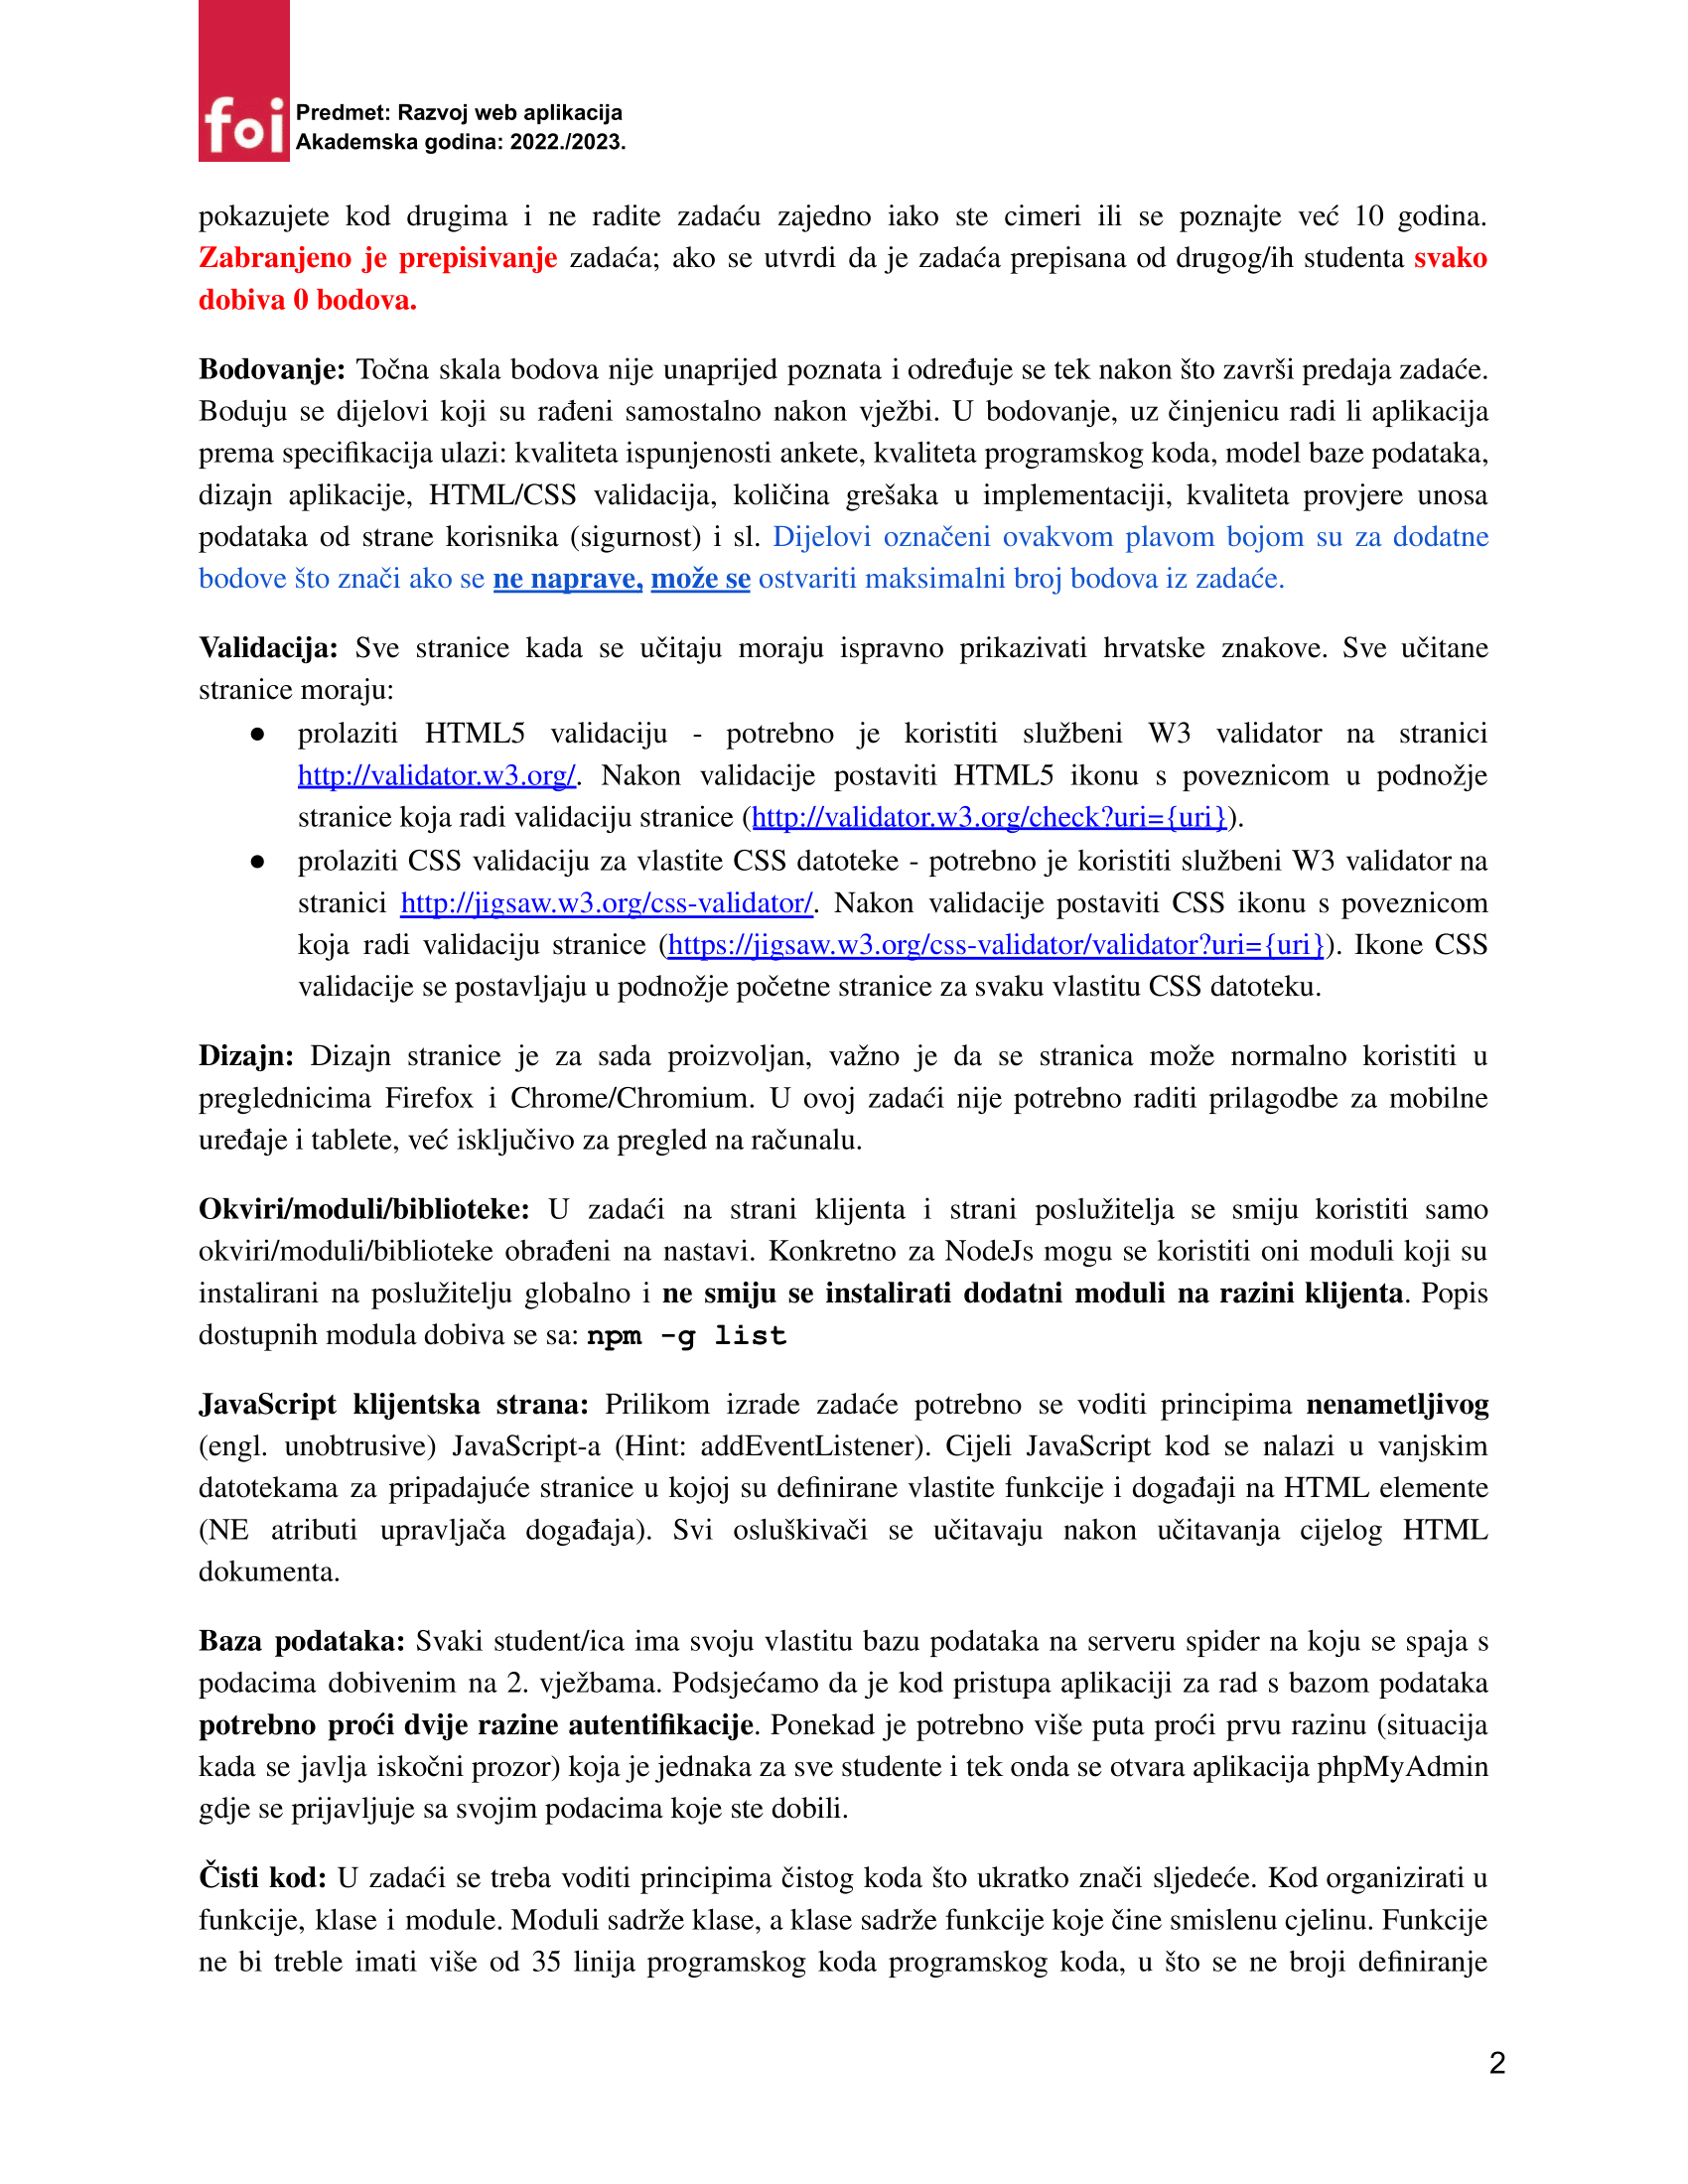 foi
Predmet: Razvoj web aplikacija
Akademska godina: 2022./2023.
pokazujete kod drugima i ne radite zadaću zajedno iako ste cimeri ili se poznajte već 10 godina.
Zabranjeno je prepisivanje zadaća; ako se utvrdi da je zadaća prepisana od drugog/ih studenta svako
dobiva 0 bodova.
Bodovanje: Točna skala bodova nije unaprijed poznata i određuje se tek nakon što završi predaja zadaće.
Boduju se dijelovi koji su rađeni samostalno nakon vježbi. U bodovanje, uz činjenicu radi li aplikacija
prema specifikacija ulazi: kvaliteta ispunjenosti ankete, kvaliteta programskog koda, model baze podataka,
dizajn aplikacije, HTML/CSS validacija, količina grešaka u implementaciji, kvaliteta provjere unosa
podataka od strane korisnika (sigurnost) i sl. Dijelovi označeni ovakvom plavom bojom su za dodatne
bodove što znači ako se ne naprave, može se ostvariti maksimalni broj bodova iz zadaće.
Validacija: Sve stranice kada se učitaju moraju ispravno prikazivati hrvatske znakove. Sve učitane
stranice moraju:
● prolaziti HTML5 validaciju - potrebno je koristiti službeni W3 validator na stranici
http://validator.w3.org/. Nakon validacije postaviti HTML5 ikonu s poveznicom u podnožje
stranice koja radi validaciju stranice (http://validator.w3.org/check?uri={uri}).
● prolaziti CSS validaciju za vlastite CSS datoteke - potrebno je koristiti službeni W3 validator na
stranici http://jigsaw.w3.org/css-validator/. Nakon validacije postaviti CSS ikonu s poveznicom
koja radi validaciju stranice (https://jigsaw.w3.org/css-validator/validator?uri={uri}). Ikone CSS
validacije se postavljaju u podnožje početne stranice za svaku vlastitu CSS datoteku.
Dizajn: Dizajn stranice je za sada proizvoljan, važno je da se stranica može normalno koristiti u
preglednicima Firefox i Chrome/Chromium. U ovoj zadaći nije potrebno raditi prilagodbe za mobilne
uređaje i tablete, već isključivo za pregled na računalu.
Okviri/moduli/biblioteke: U zadaći na strani klijenta i strani poslužitelja se smiju koristiti samo
okviri/moduli/biblioteke obrađeni na nastavi. Konkretno za NodeJs mogu se koristiti oni moduli koji su
instalirani na poslužitelju globalno i ne smiju se instalirati dodatni moduli na razini klijenta. Popis
dostupnih modula dobiva se sa: npm -g list
JavaScript klijentska strana: Prilikom izrade zadaće potrebno se voditi principima nenametljivog
(engl. unobtrusive) JavaScript-a (Hint: addEventListener). Cijeli JavaScript kod se nalazi u vanjskim
datotekama za pripadajuće stranice u kojoj su definirane vlastite funkcije i događaji na HTML elemente
(NE atributi upravljača događaja). Svi osluškivači se učitavaju nakon učitavanja cijelog HTML
dokumenta.
Baza podataka: Svaki student/ica ima svoju vlastitu bazu podataka na serveru spider na koju se spaja s
podacima dobivenim na 2. vježbama. Podsjećamo da je kod pristupa aplikaciji za rad s bazom podataka
potrebno proći dvije razine autentifikacije. Ponekad je potrebno više puta proći prvu razinu (situacija
kada se javlja iskočni prozor) koja je jednaka za sve studente i tek onda se otvara aplikacija phpMyAdmin
gdje se prijavljuje sa svojim podacima koje ste dobili.
Čisti kod: U zadaći se treba voditi principima čistog koda što ukratko znači sljedeće. Kod organizirati u
funkcije, klase i module. Moduli sadrže klase, a klase sadrže funkcije koje čine smislenu cjelinu. Funkcije
ne bi treble imati više od 35 linija programskog koda programskog koda, u što se ne broji definiranje
2